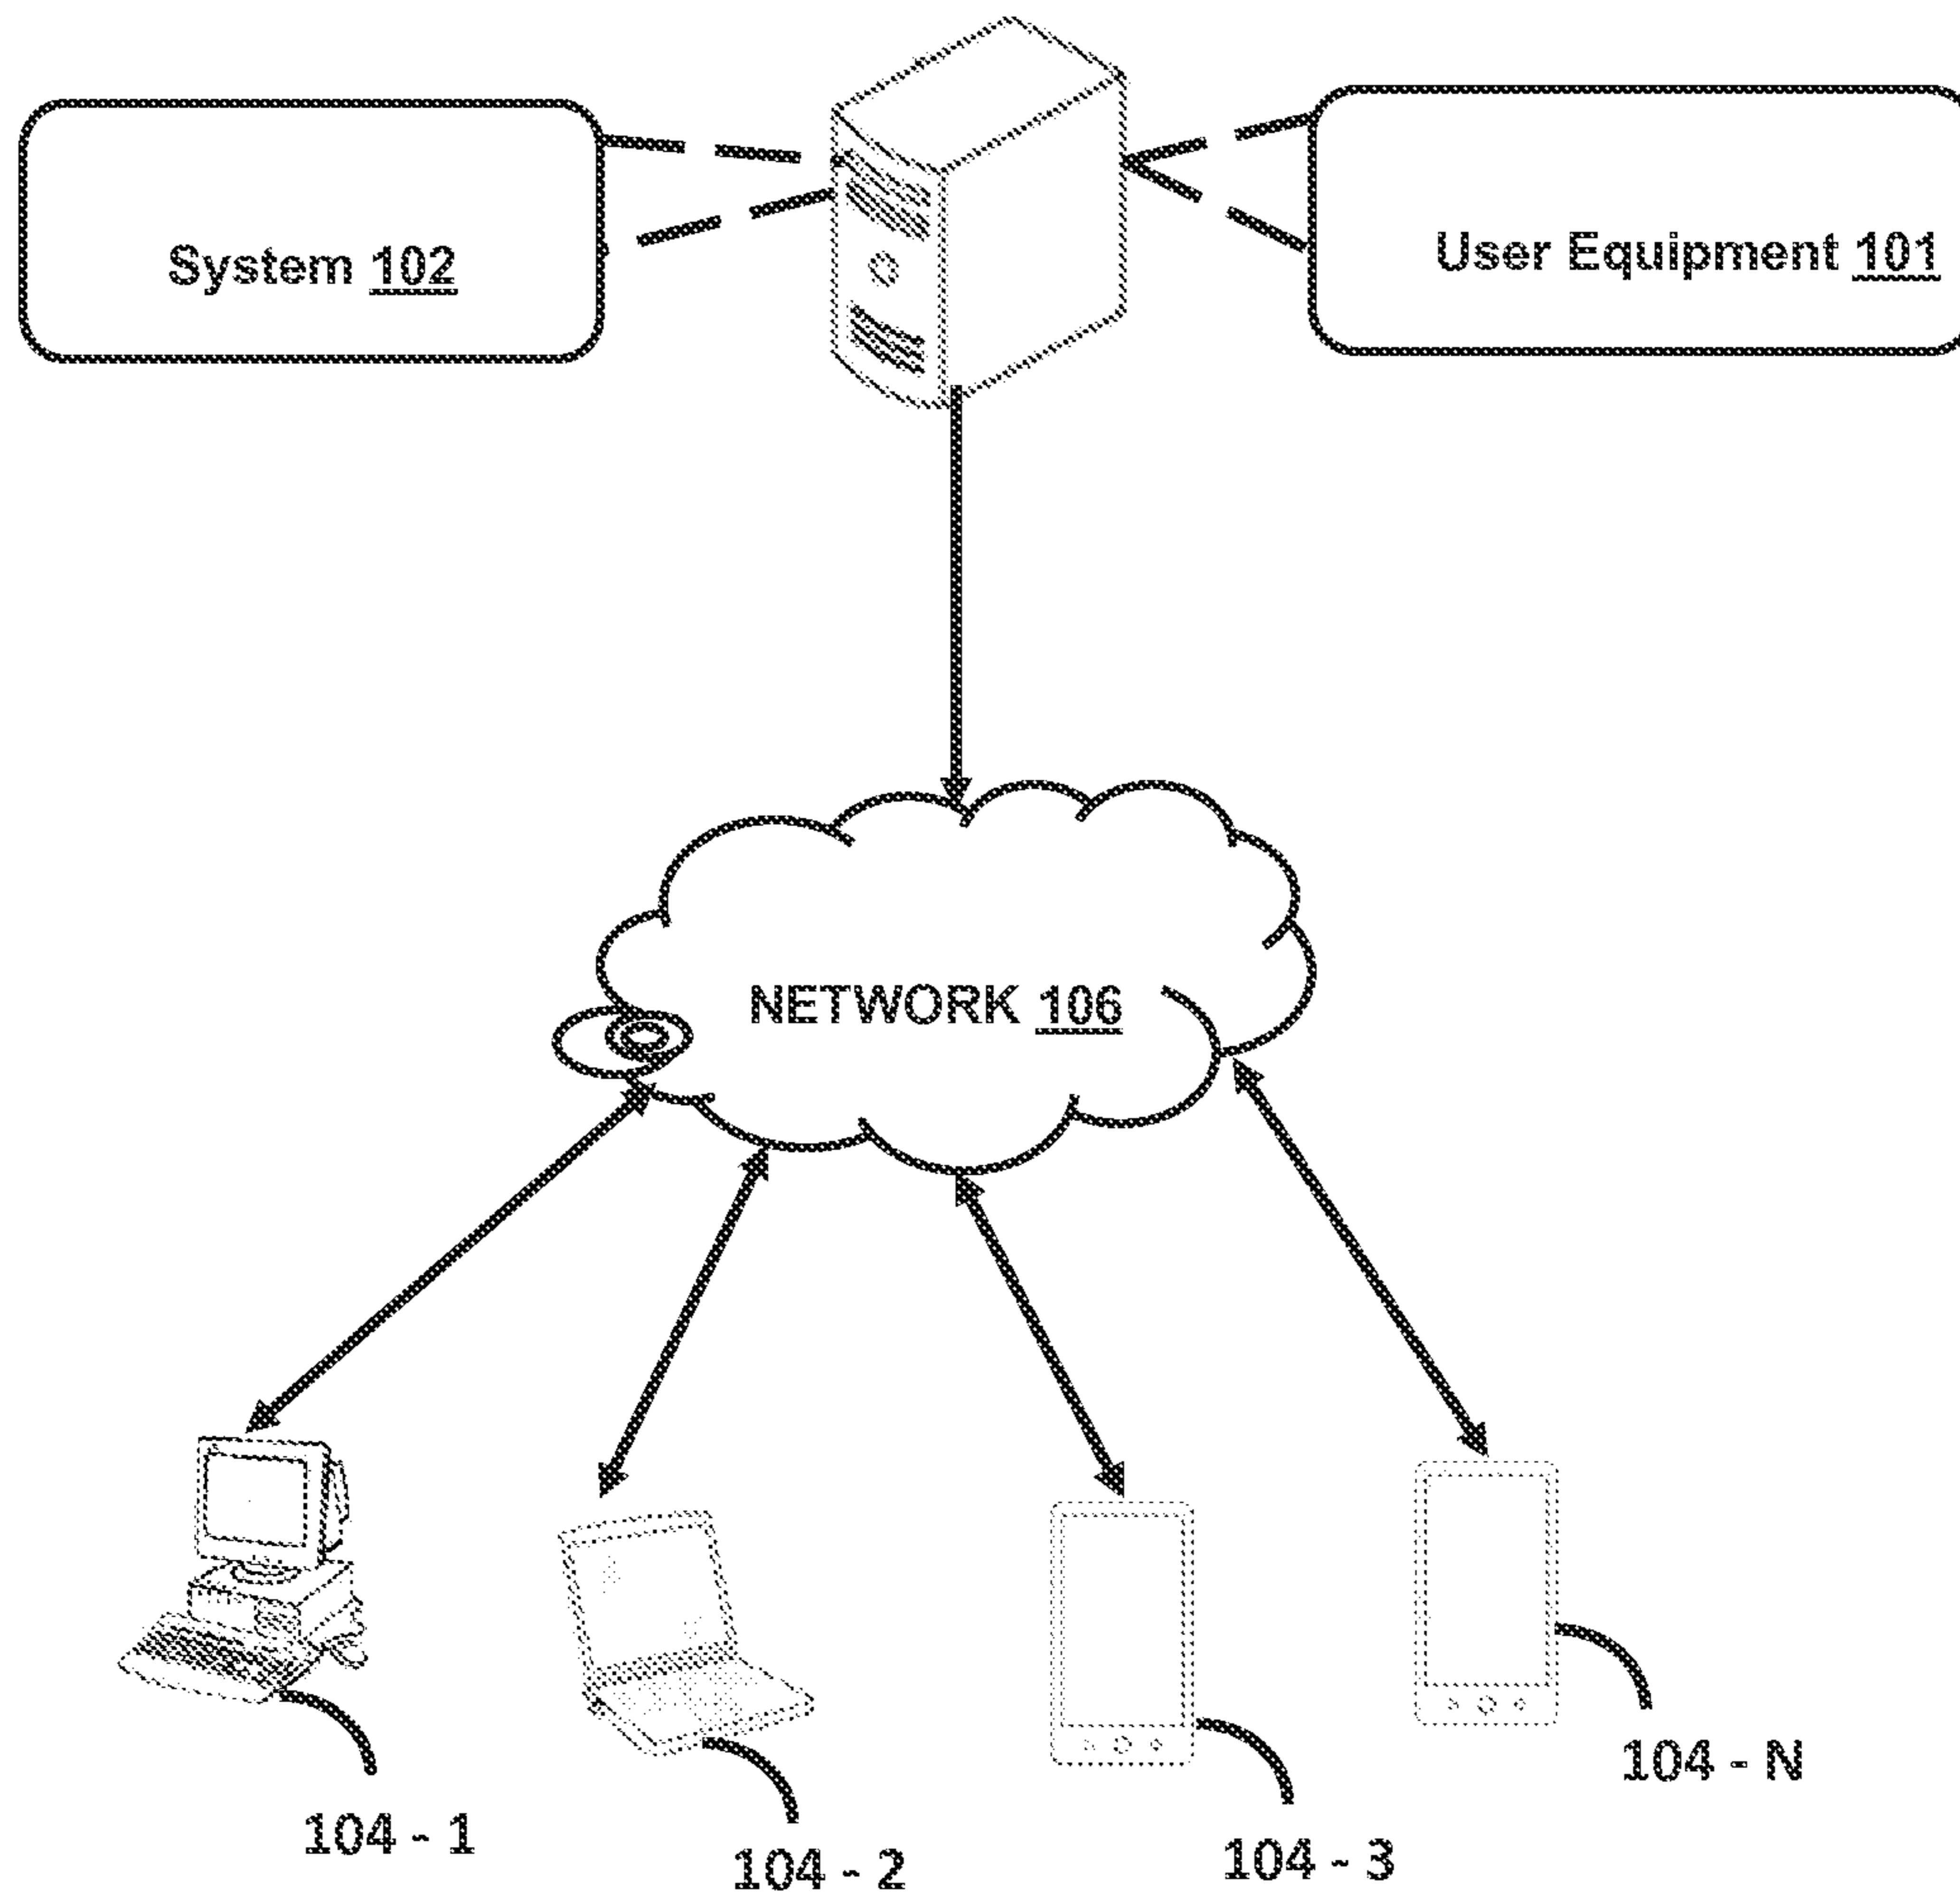 System 102
User Equipment 101
NETWORK 106
104 - 1
104 - 2
104 - 3
104 - N